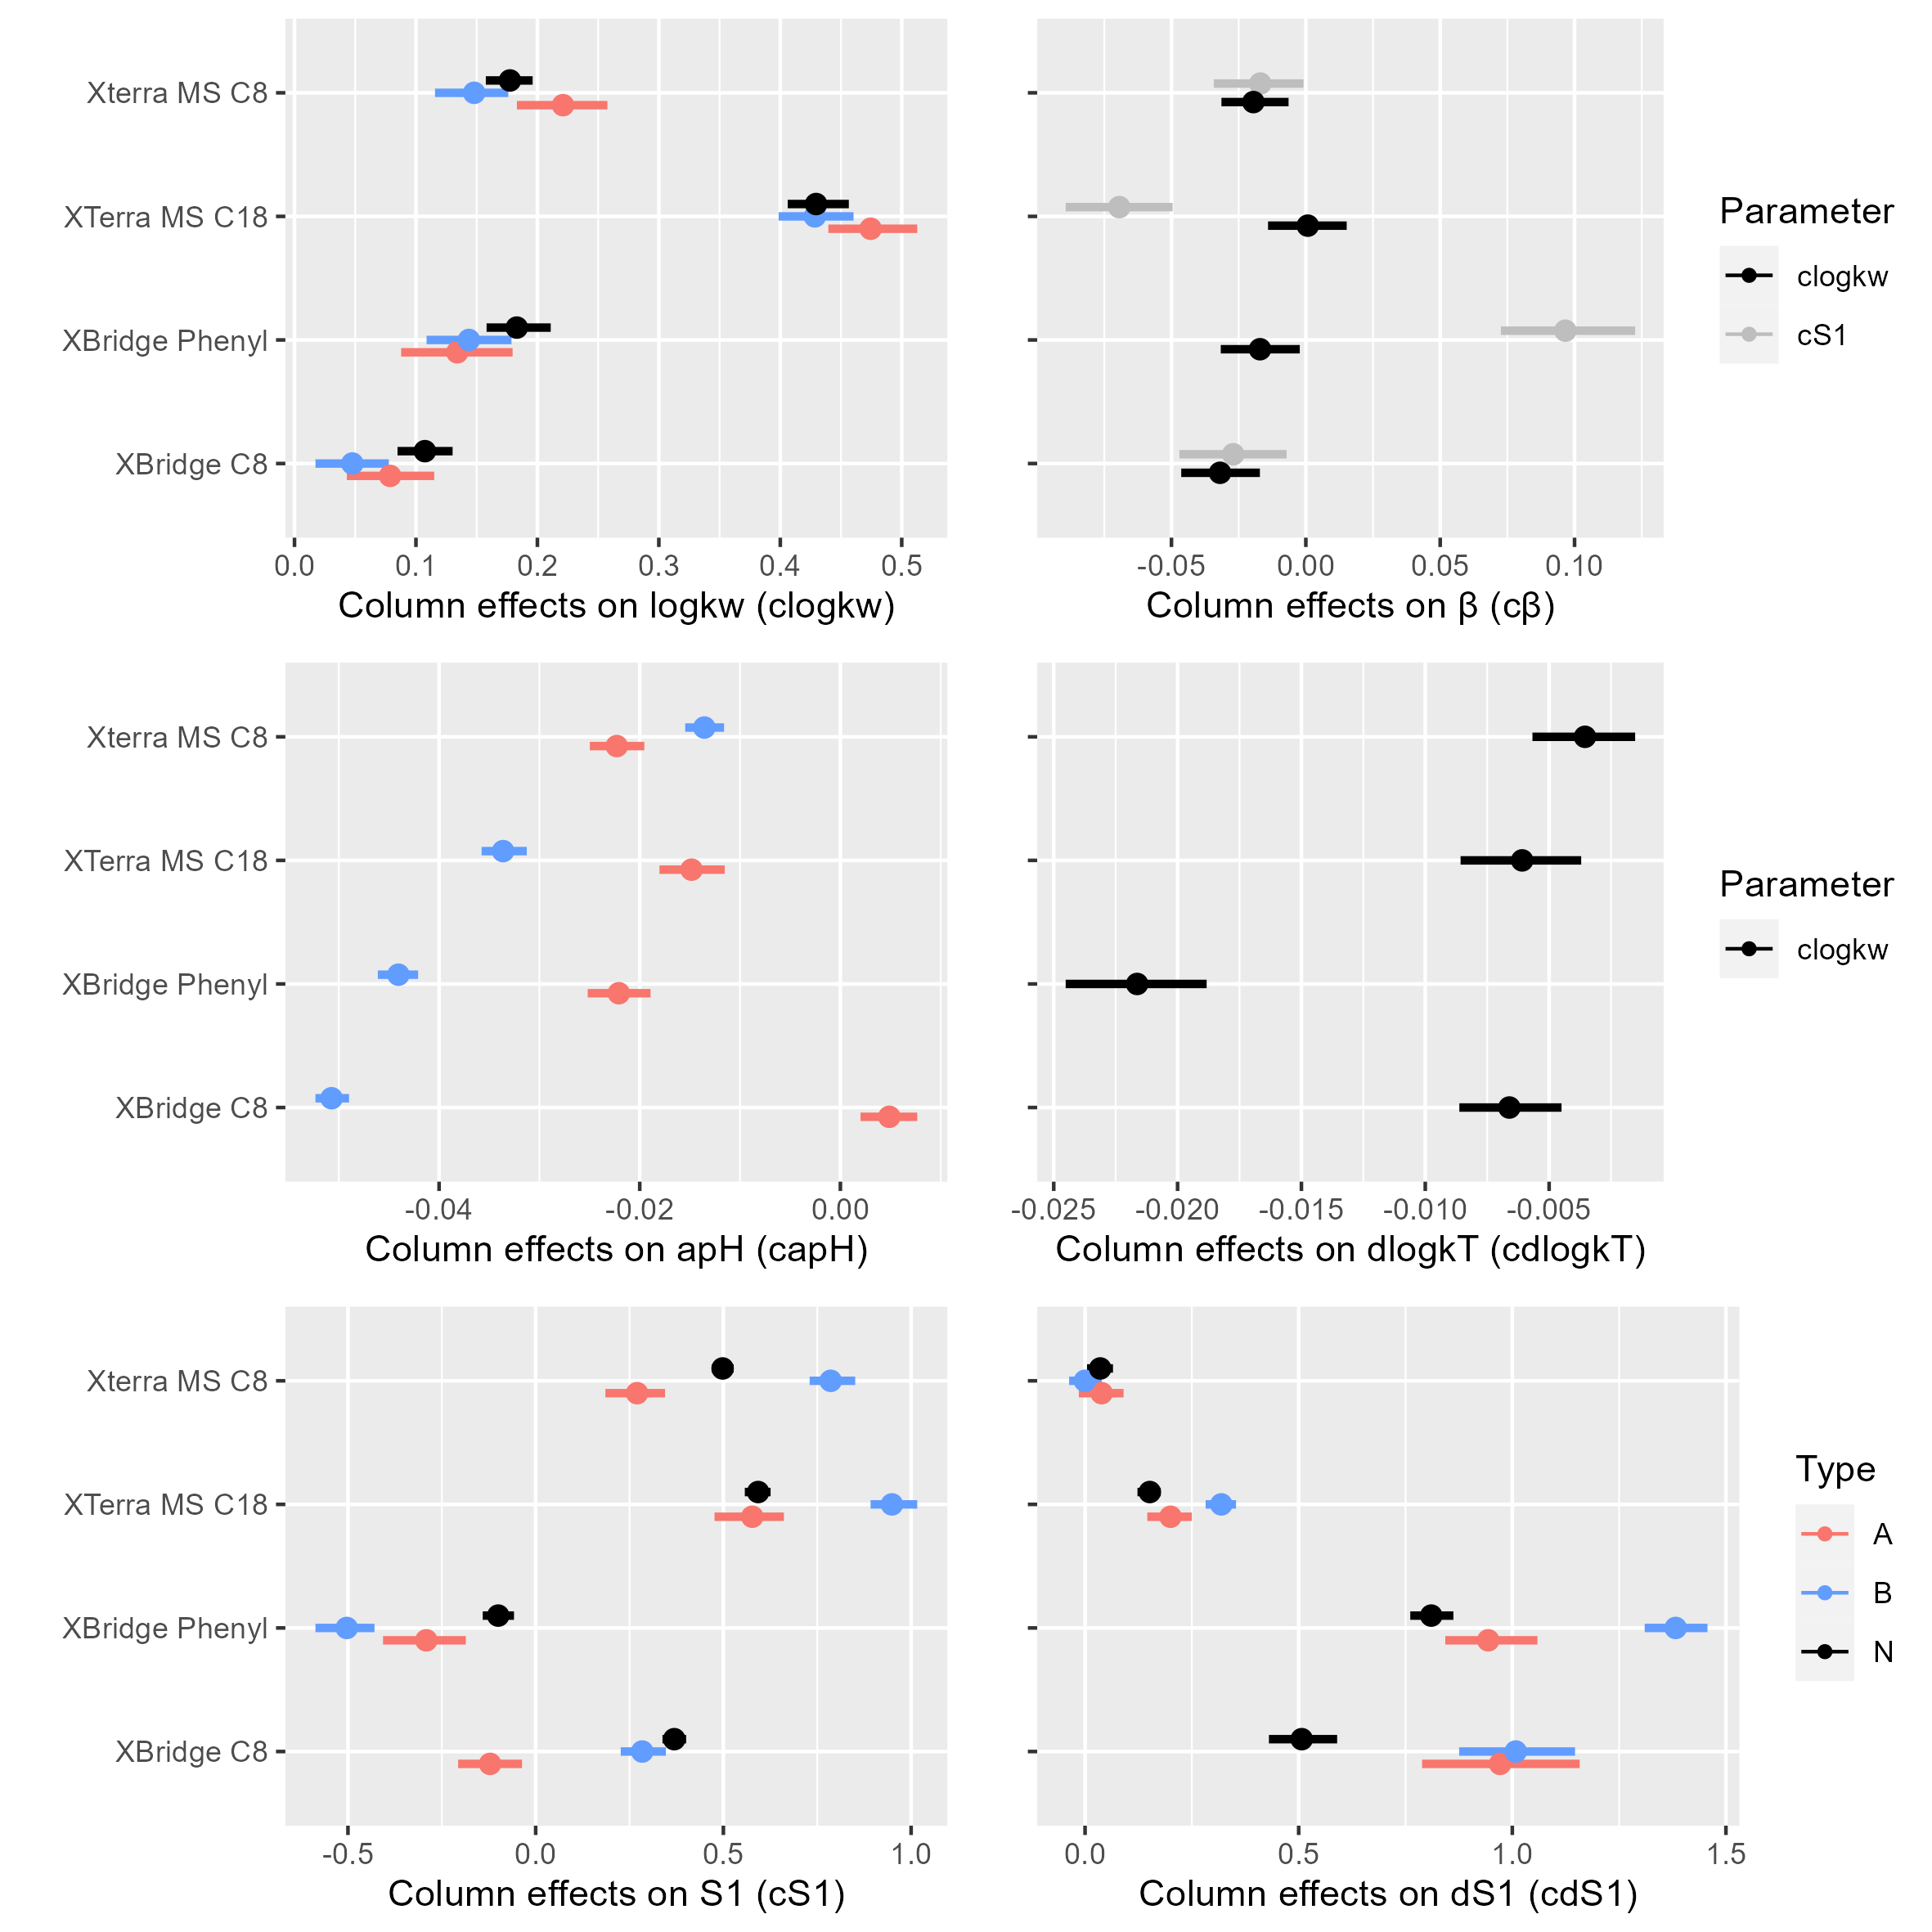 Xterra MS C8
XTerra MS C18
XBridge Phenyl
XBridge C8
0.0 0.1 0.2 0.3 0.4 0.5
Column effects on logkw (clogkw)
-0.05 0.00 0.05 0.10
Column effects on β (cβ)
Parameter
clogkw
cS1
Xterra MS C8
XTerra MS C18
XBridge Phenyl
XBridge C8
-0.04 -0.02 0.00
Column effects on apH (capH)
-0.025 -0.020 -0.015 -0.010 -0.005
Column effects on dlogkT (cdlogkT)
Parameter
clogkw
Xterra MS C8
XTerra MS C18
XBridge Phenyl
XBridge C8
-0.5 0.0 0.5 1.0
Column effects on S1 (cS1)
0.0 0.5 1.0 1.5
Column effects on dS1 (cdS1)
Type
A
B
N